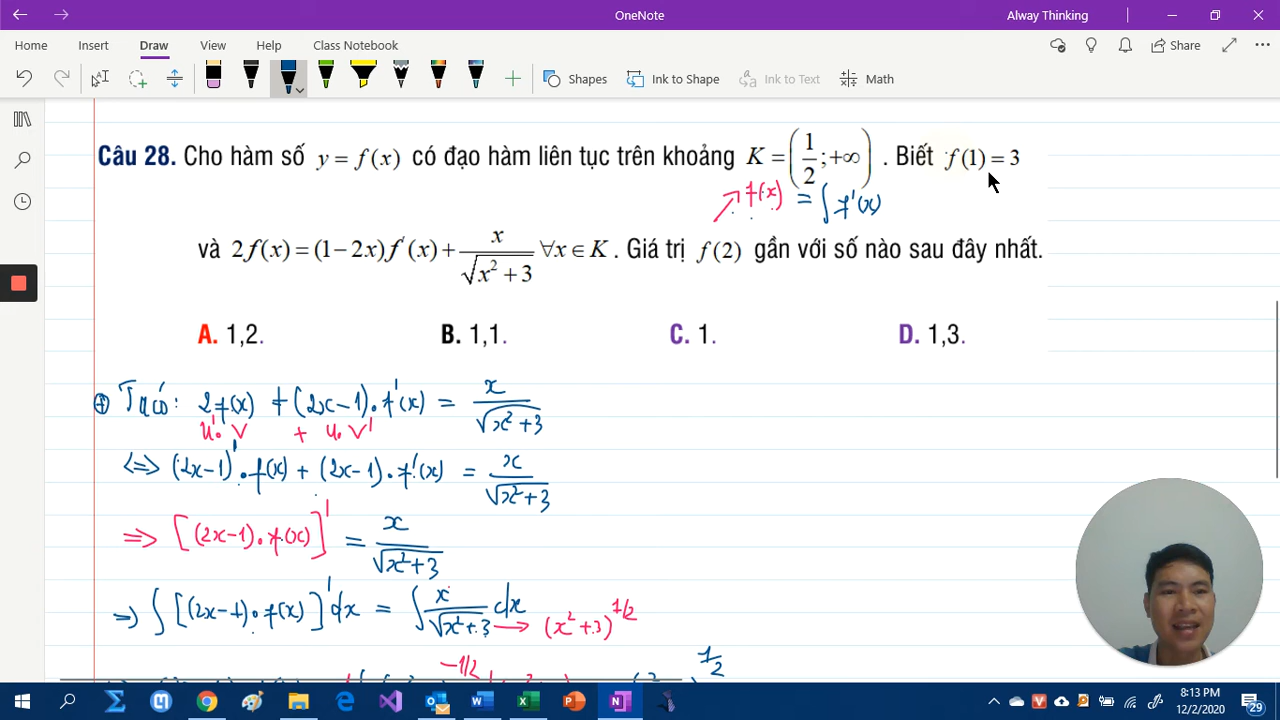 OneNote
Alway Thinking
Home Insert Draw View Help Class Notebook Share
Shapes Ink to Shape Ink to Text Math
Câu 28. Cho hàm số y = f(x) có đạo hàm liên tục trên khoảng K = (1/2; +∞). Biết f(1) = 3
f(x) = ∫ f'(x)
và 2f(x) = (1−2x)f'(x) + x/√(x²+3) ∀x ∈ K. Giá trị f(2) gần với số nào sau đây nhất.
A. 1,2. B. 1,1. C. 1. D. 1,3.
Ta có: 2f(x) + (2x−1).f'(x) = x/√(x²+3)
u'. v + u. v'
⇔ (2x−1)'.f(x) + (2x−1).f'(x) = x/√(x²+3)
⇒ [(2x−1).f(x)]' = x/√(x²+3)
⇒ ∫ [(2x−1).f(x)]' dx = ∫ x/√(x²+3) dx
→ (x²+3)^1/2
−1/2
1/2
8:13 PM
12/2/2020
29